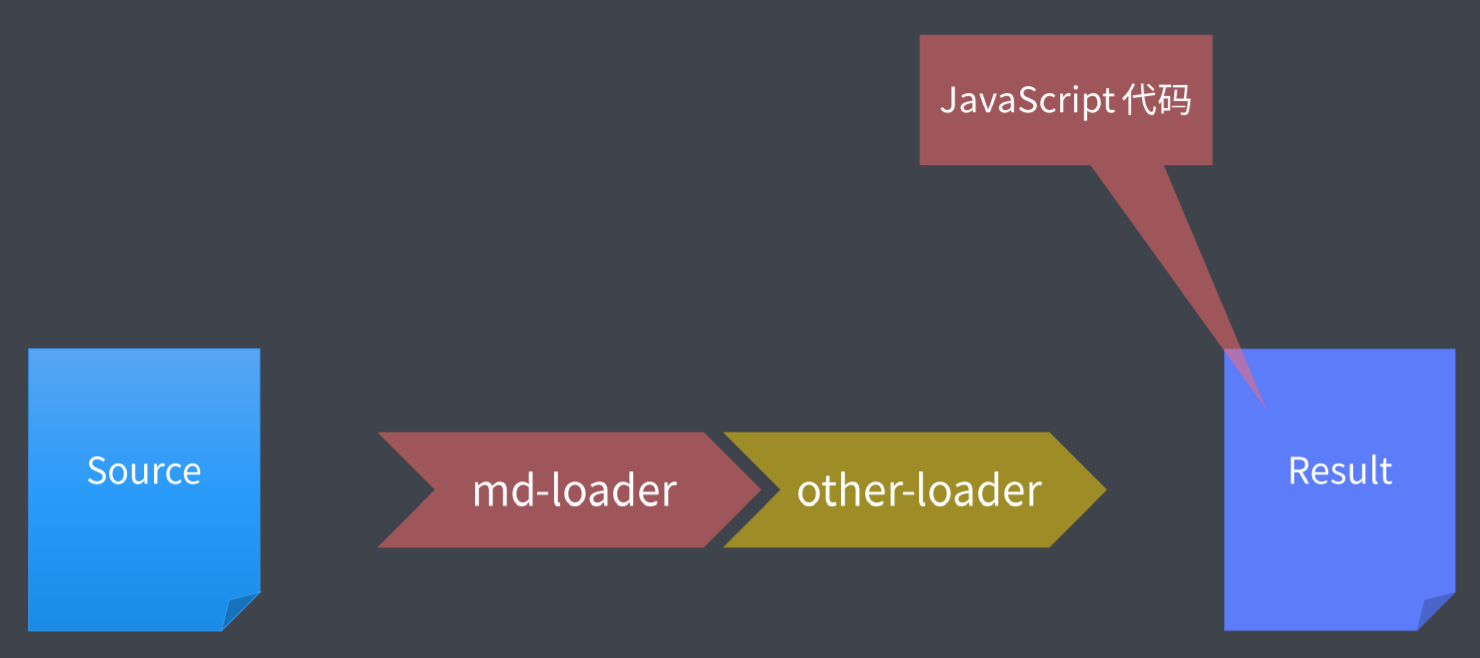 JavaScript 代码
Source
md-loader
other-loader
Result